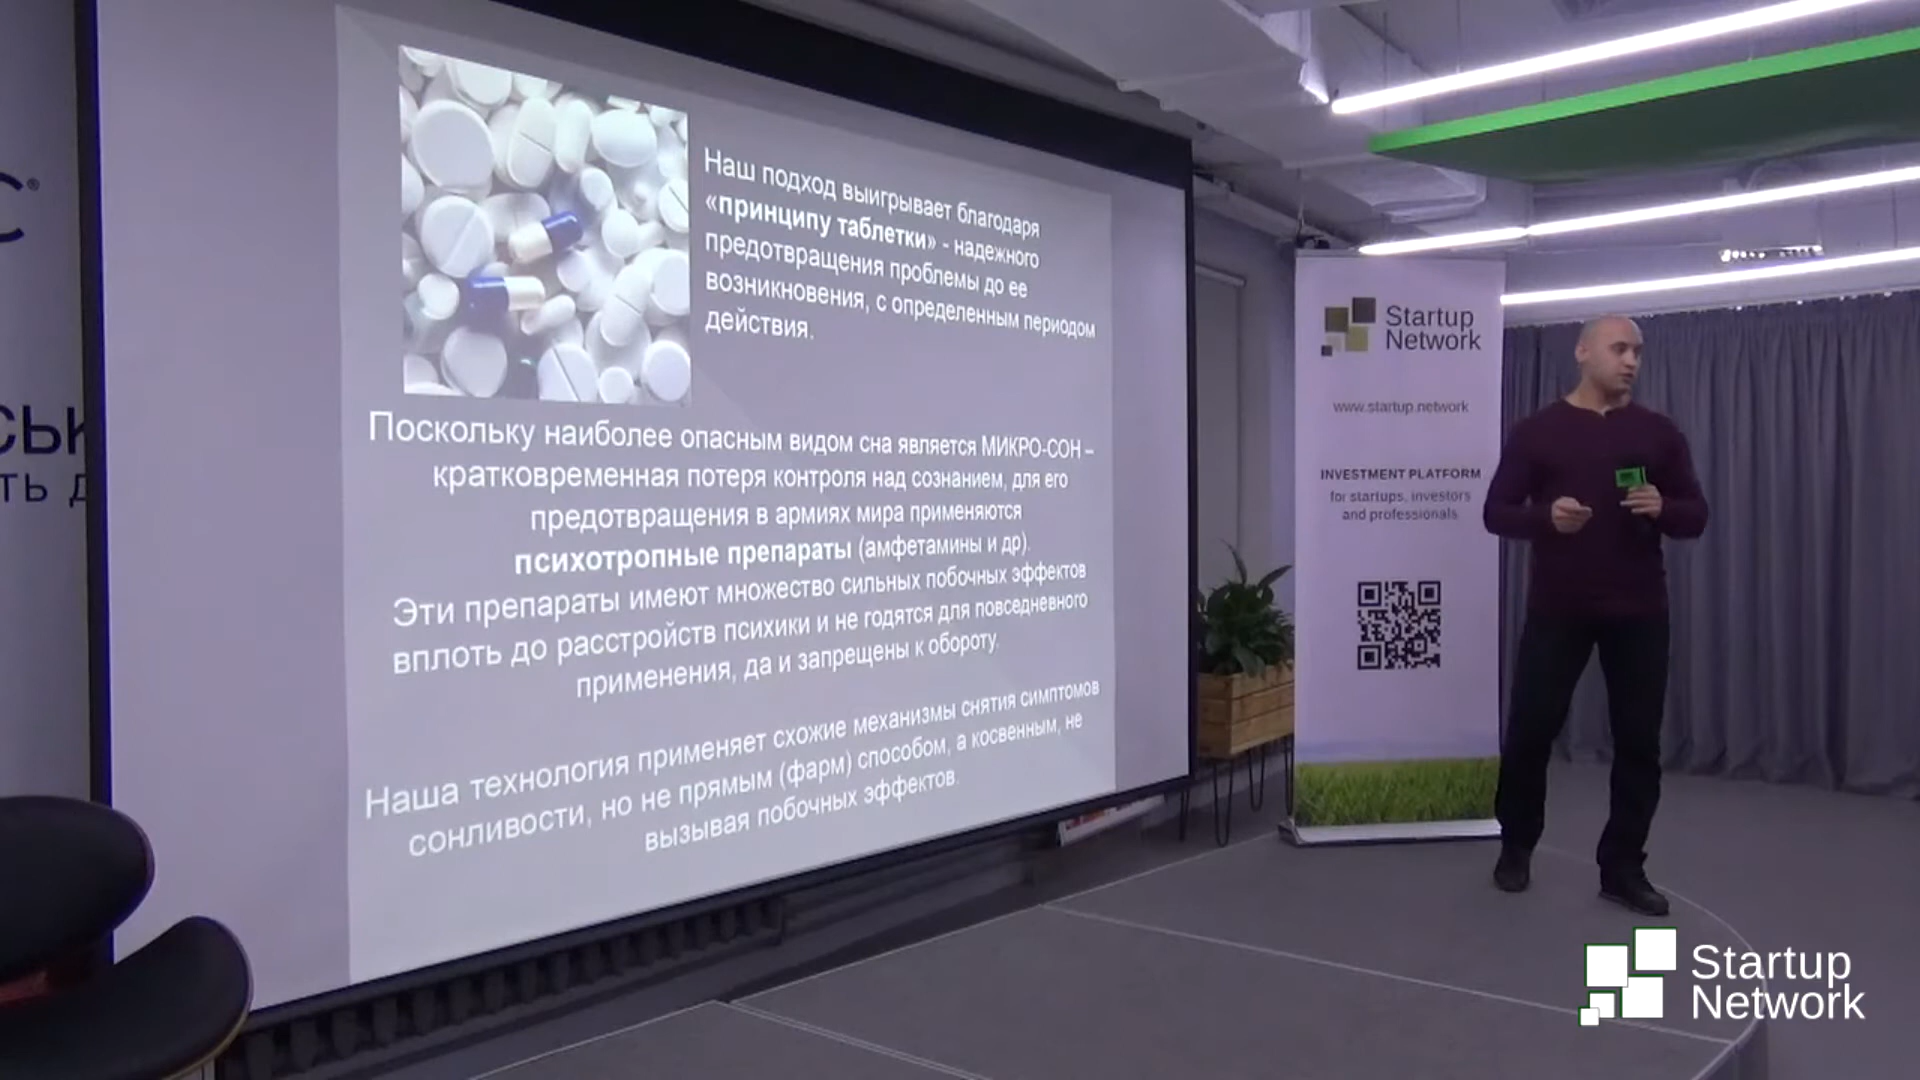 Наш подход выигрывает благодаря
«принципу таблетки» - надежного
предотвращения проблемы до ее
возникновения, с определенным периодом
действия.
Поскольку наиболее опасным видом сна является МИКРО-СОН –
кратковременная потеря контроля над сознанием, для его
предотвращения в армиях мира применяются
психотропные препараты (амфетамины и др).
Эти препараты имеют множество сильных побочных эффектов
вплоть до расстройств психики и не годятся для повседневного
применения, да и запрещены к обороту.
Наша технология применяет схожие механизмы снятия симптомов
сонливости, но не прямым (фарм) способом, а косвенным, не
вызывая побочных эффектов.
Startup
Network
www.startup.network
INVESTMENT PLATFORM
for startups, investors
and professionals
Startup
Network